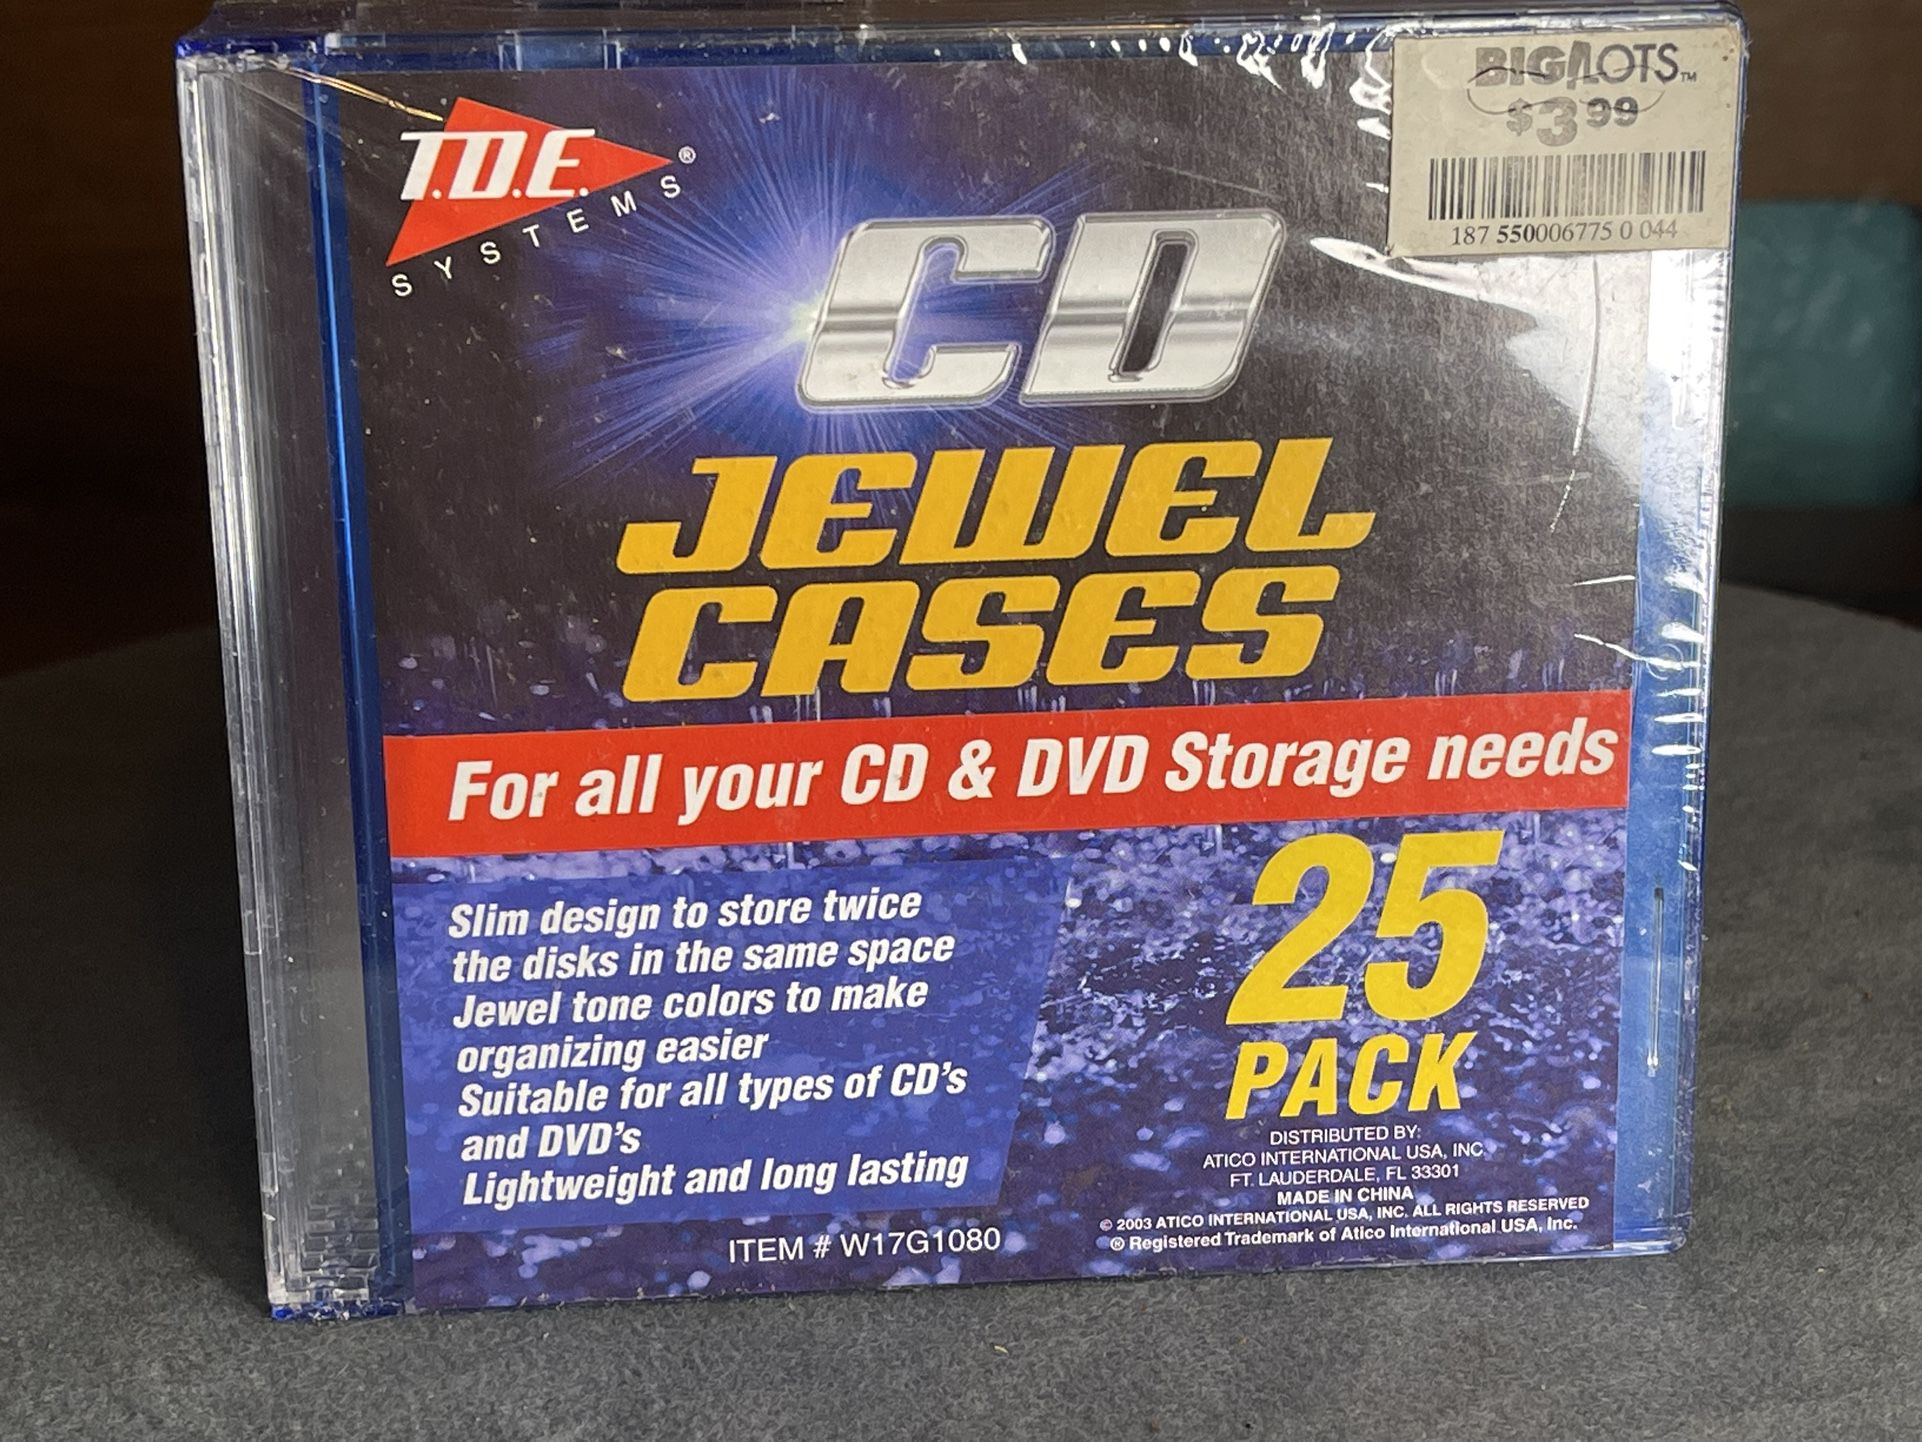 T.D.E.®
SYSTEMS
BIG LOTS™
$3.99
187 550006775 0 044
CD
JEWEL
CASES
For all your CD & DVD Storage needs
Slim design to store twice
the disks in the same space
Jewel tone colors to make
organizing easier
Suitable for all types of CD's
and DVD's
Lightweight and long lasting
ITEM # W17G1080
25
PACK
DISTRIBUTED BY:
ATICO INTERNATIONAL USA, INC
FT. LAUDERDALE, FL 33301
MADE IN CHINA
© 2003 ATICO INTERNATIONAL USA, INC. ALL RIGHTS RESERVED
® Registered Trademark of Atico International USA, Inc.